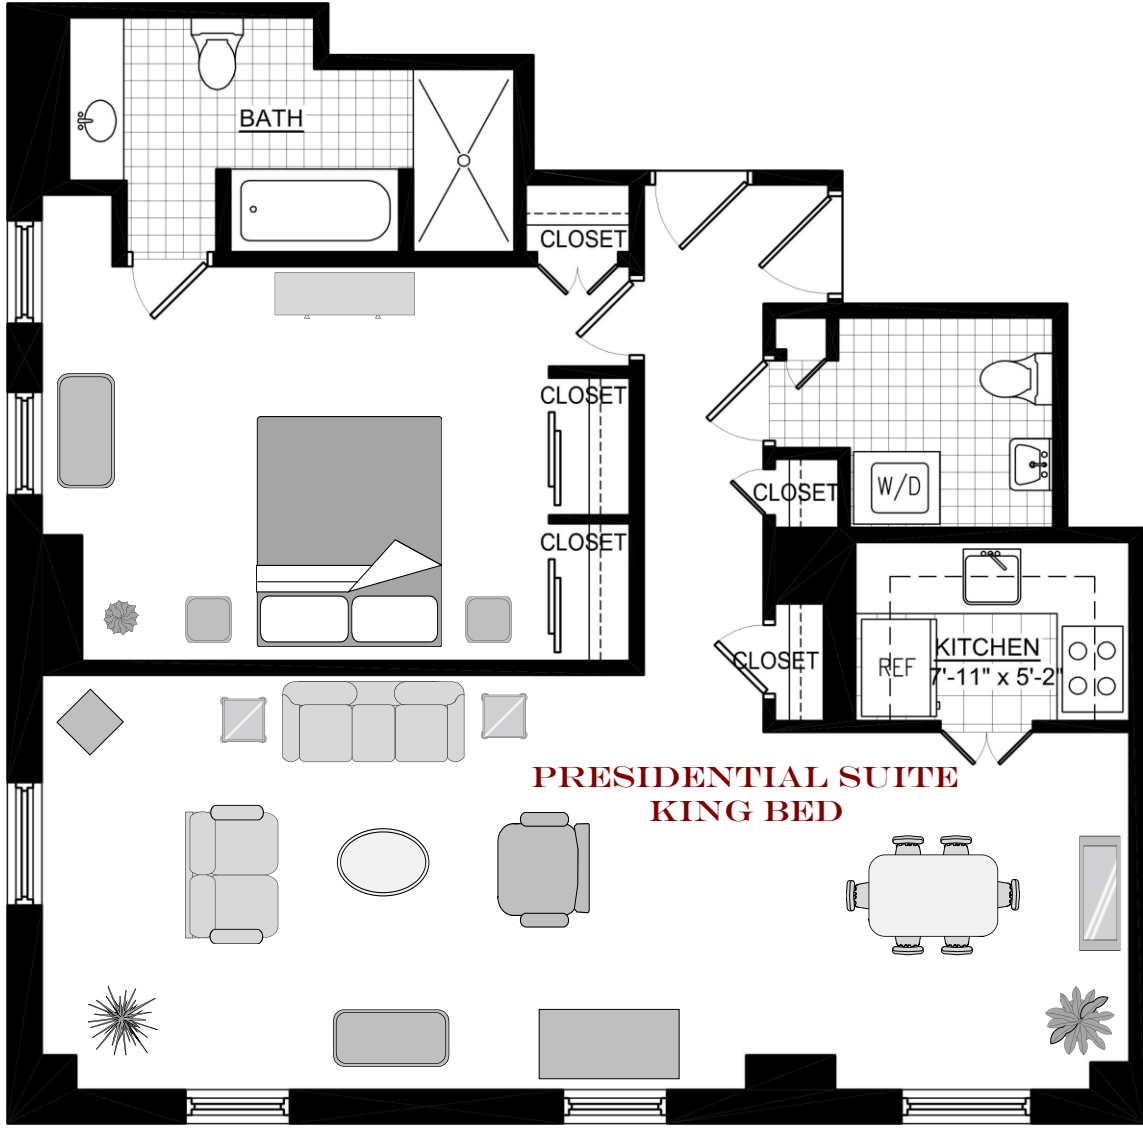 BATH
CLOSET
CLOSET
CLOSET
CLOSET
W/D
CLOSET
REF
KITCHEN
7'-11" x 5'-2"
PRESIDENTIAL SUITE
KING BED